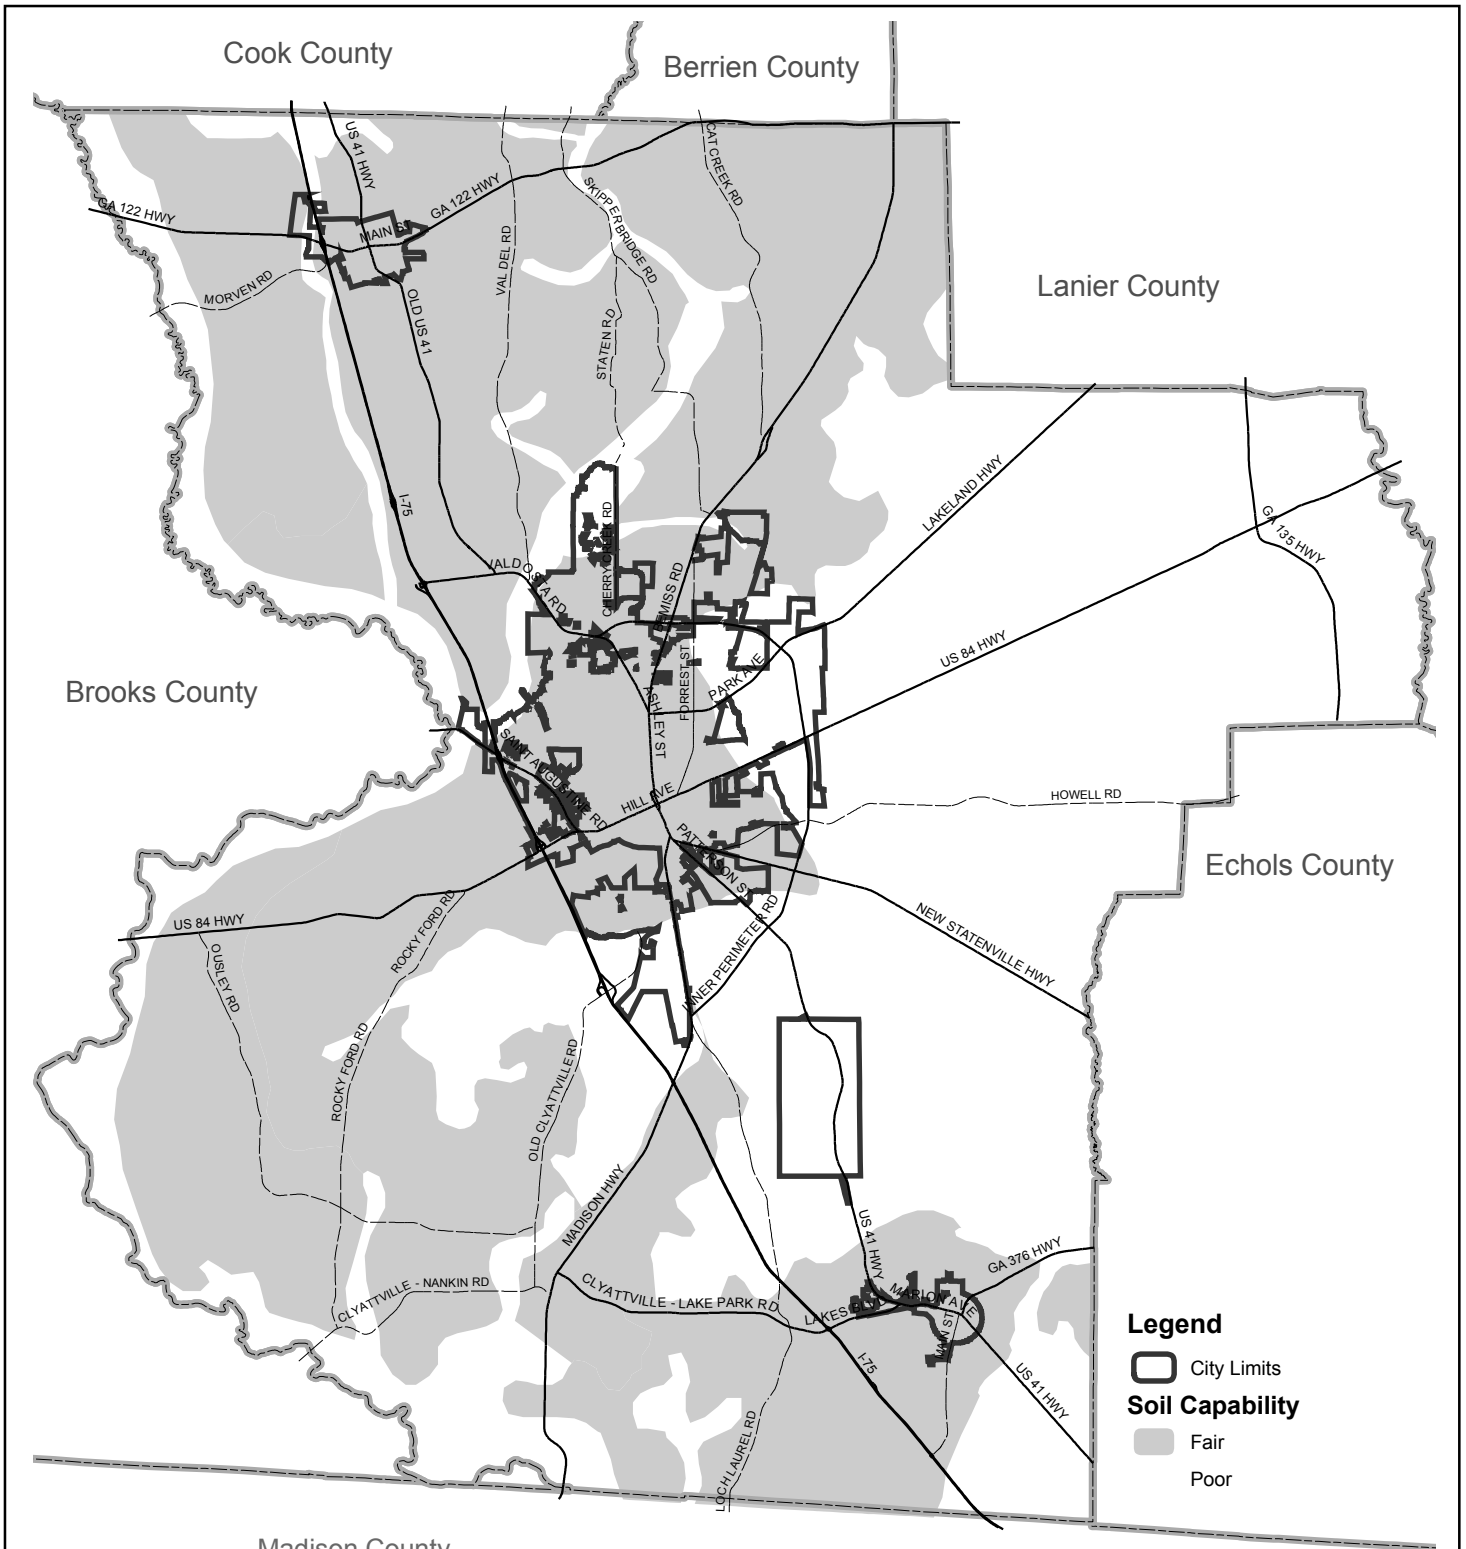 Cook County
Berrien County
US 41 HWY
CAT CREEK RD
GA 122 HWY
GA 122 HWY
SKIPPER BRIDGE RD
MAIN ST
VAL DEL RD
MORVEN RD
Lanier County
OLD US 41
STATEN RD
LAKELAND HWY
I-75
CHERRY CREEK RD
GA 135 HWY
VALDOSTA RD
BEMISS RD
US 84 HWY
FORREST ST
PARK AVE
Brooks County
ASHLEY ST
SAINT AUGUSTINE RD
HILL AVE
HOWELL RD
PATTERSON ST
Echols County
US 84 HWY
ROCKY FORD RD
NEW STATENVILLE HWY
OUSLEY RD
INNER PERIMETER RD
ROCKY FORD RD
OLD CLYATTVILLE RD
MADISON HWY
US 41 HWY
GA 376 HWY
CLYATTVILLE - NANKIN RD
CLYATTVILLE - LAKE PARK RD
LAKES BLVD
MARION AVE
MAIN ST
I-75
US 41 HWY
LOCH LAUREL RD
Legend
City Limits
Soil Capability
Fair
Poor
Madison County